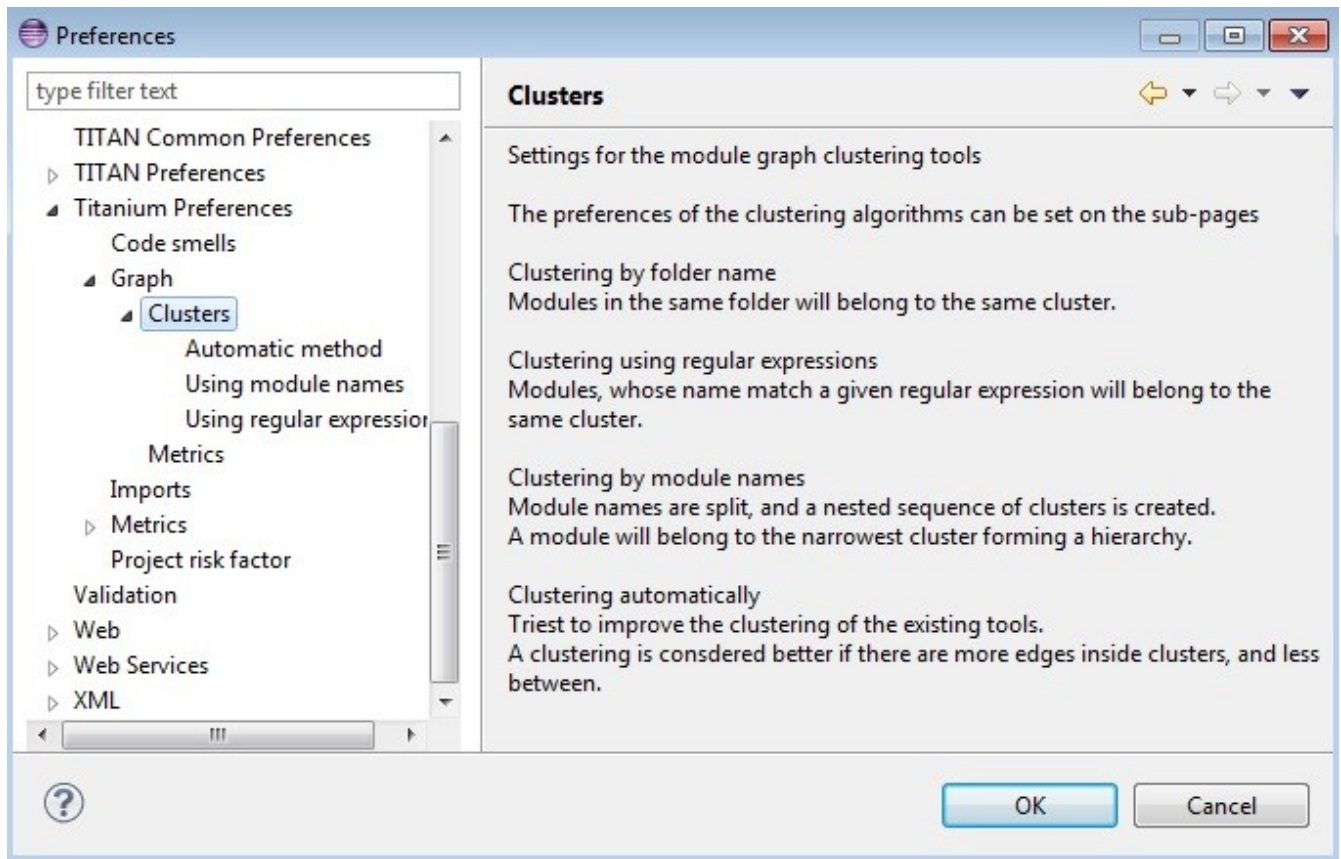 Preferences
type filter text
TITAN Common Preferences
TITAN Preferences
Titanium Preferences
Code smells
Graph
Clusters
Automatic method
Using module names
Using regular expression
Metrics
Imports
Metrics
Project risk factor
Validation
Web
Web Services
XML
Clusters
Settings for the module graph clustering tools
The preferences of the clustering algorithms can be set on the sub-pages
Clustering by folder name
Modules in the same folder will belong to the same cluster.
Clustering using regular expressions
Modules, whose name match a given regular expression will belong to the
same cluster.
Clustering by module names
Module names are split, and a nested sequence of clusters is created.
A module will belong to the narrowest cluster forming a hierarchy.
Clustering automatically
Triest to improve the clustering of the existing tools.
A clustering is consdered better if there are more edges inside clusters, and less
between.
?
OK
Cancel